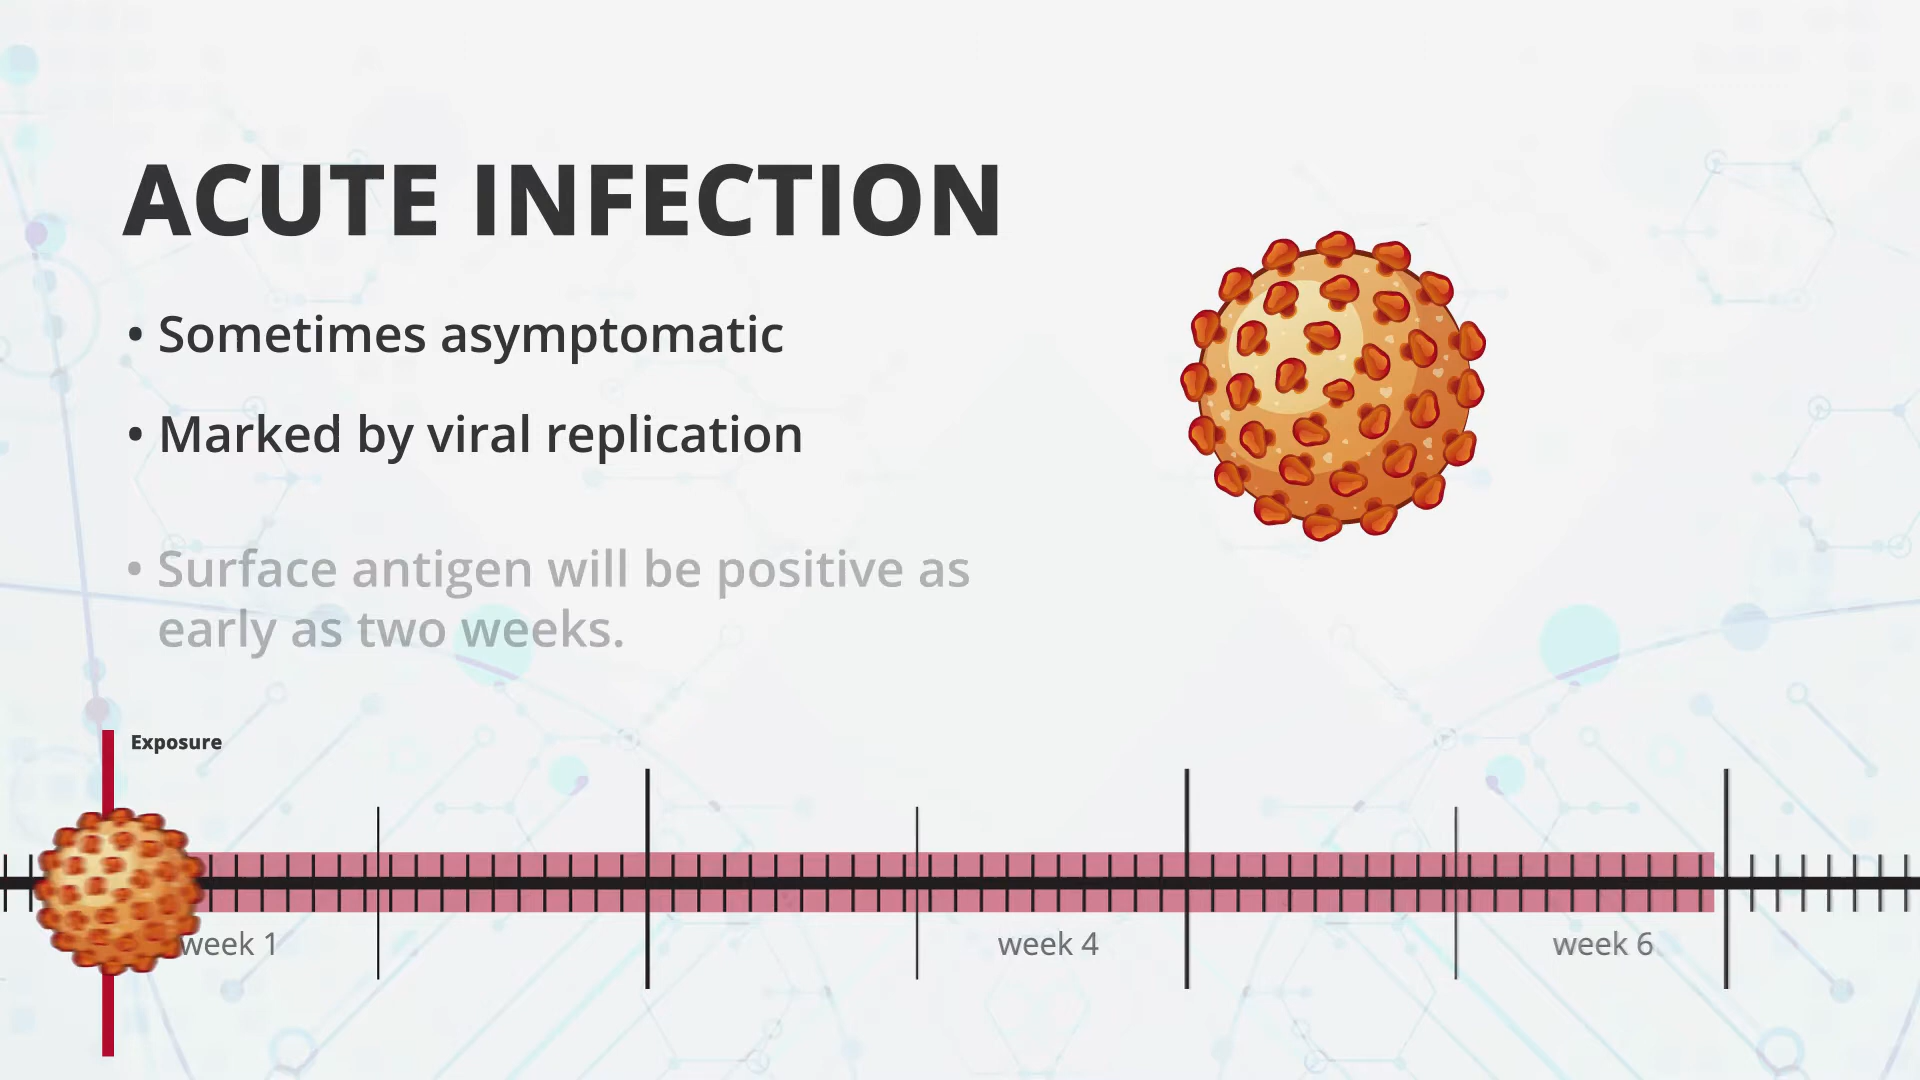 ACUTE INFECTION
• Sometimes asymptomatic
• Marked by viral replication
• Surface antigen will be positive as
early as two weeks.
Exposure
week 1
week 4
week 6